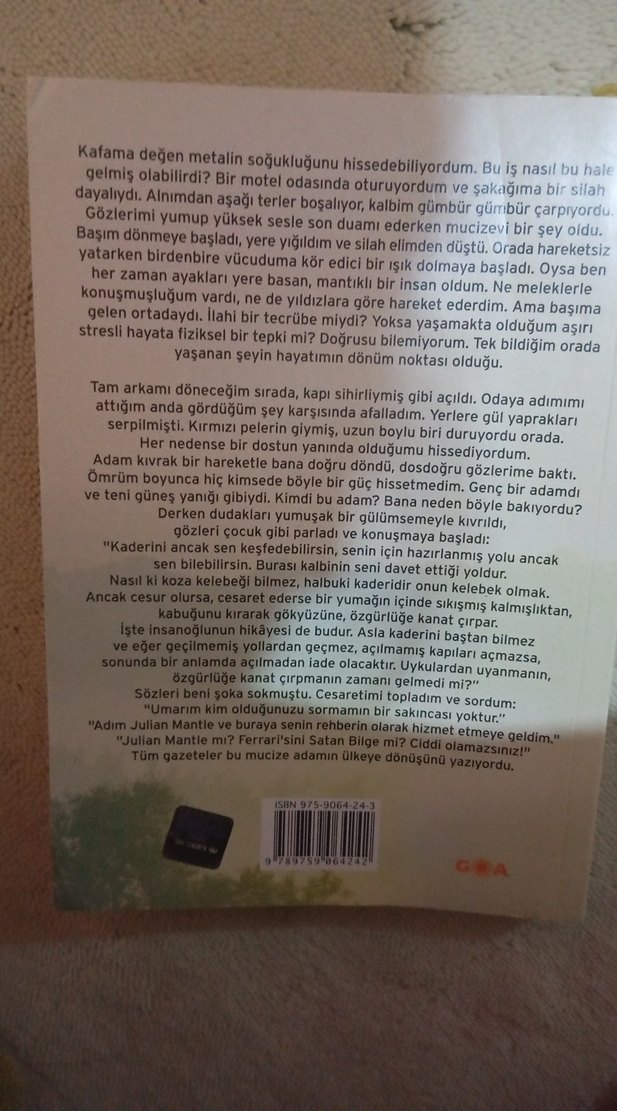 Kafama değen metalin soğukluğunu hissedebiliyordum. Bu iş nasıl bu hale
gelmiş olabilirdi? Bir motel odasında oturuyordum ve şakağıma bir silah
dayalıydı. Alnımdan aşağı terler boşalıyor, kalbim gümbür gümbür çarpıyordu.
Gözlerimi yumup yüksek sesle son duamı ederken mucizevi bir şey oldu.
Başım dönmeye başladı, yere yığıldım ve silah elimden düştü. Orada hareketsiz
yatarken birdenbire vücuduma kör edici bir ışık dolmaya başladı. Oysa ben
her zaman ayakları yere basan, mantıklı bir insan oldum. Ne meleklerle
konuşmuşluğum vardı, ne de yıldızlara göre hareket ederdim. Ama başıma
gelen ortadaydı. İlahi bir tecrübe miydi? Yoksa yaşamakta olduğum aşırı
stresli hayata fiziksel bir tepki mi? Doğrusu bilemiyorum. Tek bildiğim orada
yaşanan şeyin hayatımın dönüm noktası olduğu.
Tam arkamı döneceğim sırada, kapı sihirliymiş gibi açıldı. Odaya adımımı
attığım anda gördüğüm şey karşısında afalladım. Yerlere gül yaprakları
serpilmişti. Kırmızı pelerin giymiş, uzun boylu biri duruyordu orada.
Her nedense bir dostun yanında olduğumu hissediyordum.
Adam kıvrak bir hareketle bana doğru döndü, dosdoğru gözlerime baktı.
Ömrüm boyunca hiç kimsede böyle bir güç hissetmedim. Genç bir adamdı
ve teni güneş yanığı gibiydi. Kimdi bu adam? Bana neden böyle bakıyordu?
Derken dudakları yumuşak bir gülümsemeyle kıvrıldı,
gözleri çocuk gibi parladı ve konuşmaya başladı:
"Kaderini ancak sen keşfedebilirsin, senin için hazırlanmış yolu ancak
sen bilebilirsin. Burası kalbinin seni davet ettiği yoldur.
Nasıl ki koza kelebeği bilmez, halbuki kaderidir onun kelebek olmak.
Ancak cesur olursa, cesaret ederse bir yumağın içinde sıkışmış kalmışlıktan,
kabuğunu kırarak gökyüzüne, özgürlüğe kanat çırpar.
İşte insanoğlunun hikâyesi de budur. Asla kaderini baştan bilmez
ve eğer geçilmemiş yollardan geçmez, açılmamış kapıları açmazsa,
sonunda bir anlamda açılmadan iade olacaktır. Uykulardan uyanmanın,
özgürlüğe kanat çırpmanın zamanı gelmedi mi?"
Sözleri beni şoka sokmuştu. Cesaretimi topladım ve sordum:
"Umarım kim olduğunuzu sormamın bir sakıncası yoktur."
"Adım Julian Mantle ve buraya senin rehberin olarak hizmet etmeye geldim."
"Julian Mantle mı? Ferrari'sini Satan Bilge mi? Ciddi olamazsınız!"
Tüm gazeteler bu mucize adamın ülkeye dönüşünü yazıyordu.
ISBN 975-9064-24-3
9 789759 064242
GOA